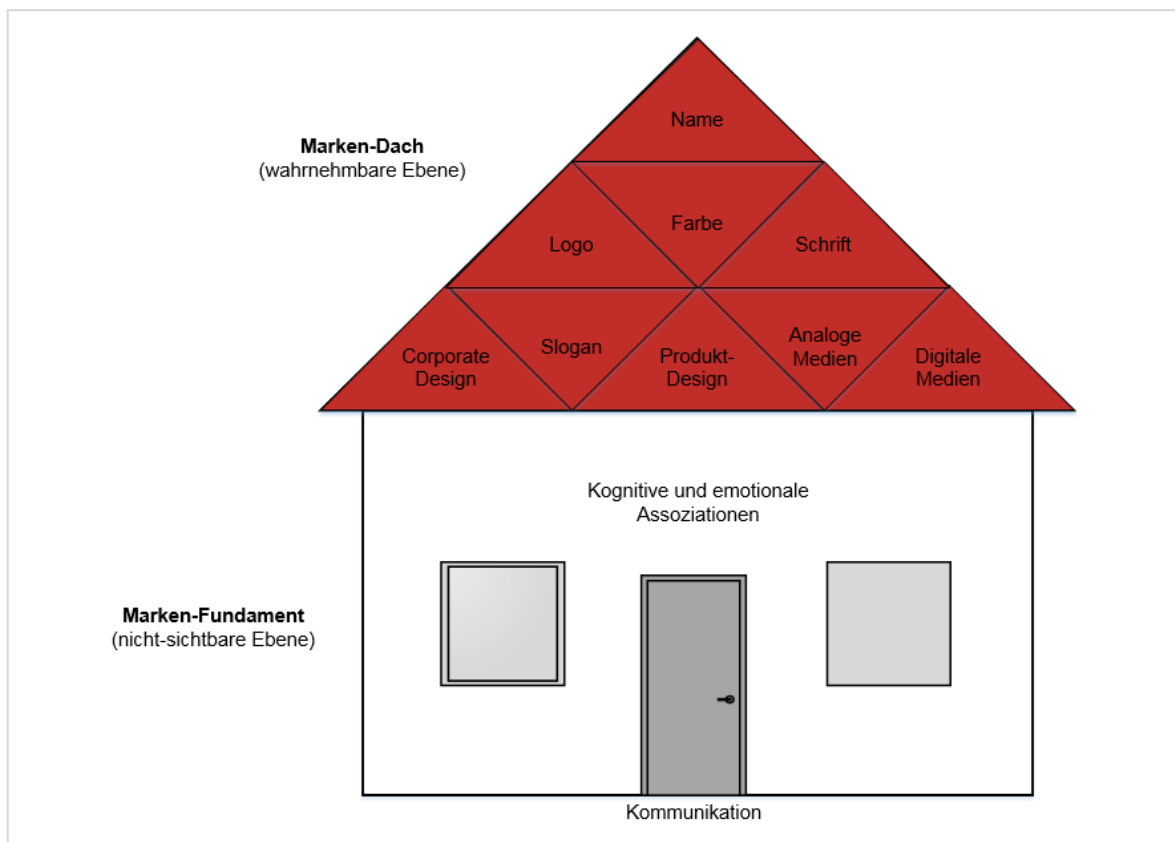 Name
Marken-Dach
(wahrnehmbare Ebene)
Farbe
Logo
Schrift
Analoge
Medien
Slogan
Corporate
Design
Produkt-
Design
Digitale
Medien
Kognitive und emotionale
Assoziationen
Marken-Fundament
(nicht-sichtbare Ebene)
Kommunikation